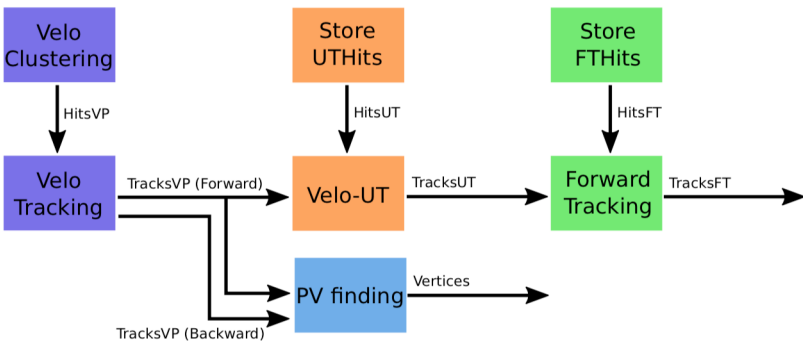 Velo
Clustering
Store
UTHits
Store
FTHits
HitsVP
HitsUT
HitsFT
Velo
Tracking
TracksVP (Forward)
Velo-UT
TracksUT
Forward
Tracking
TracksFT
PV finding
Vertices
TracksVP (Backward)